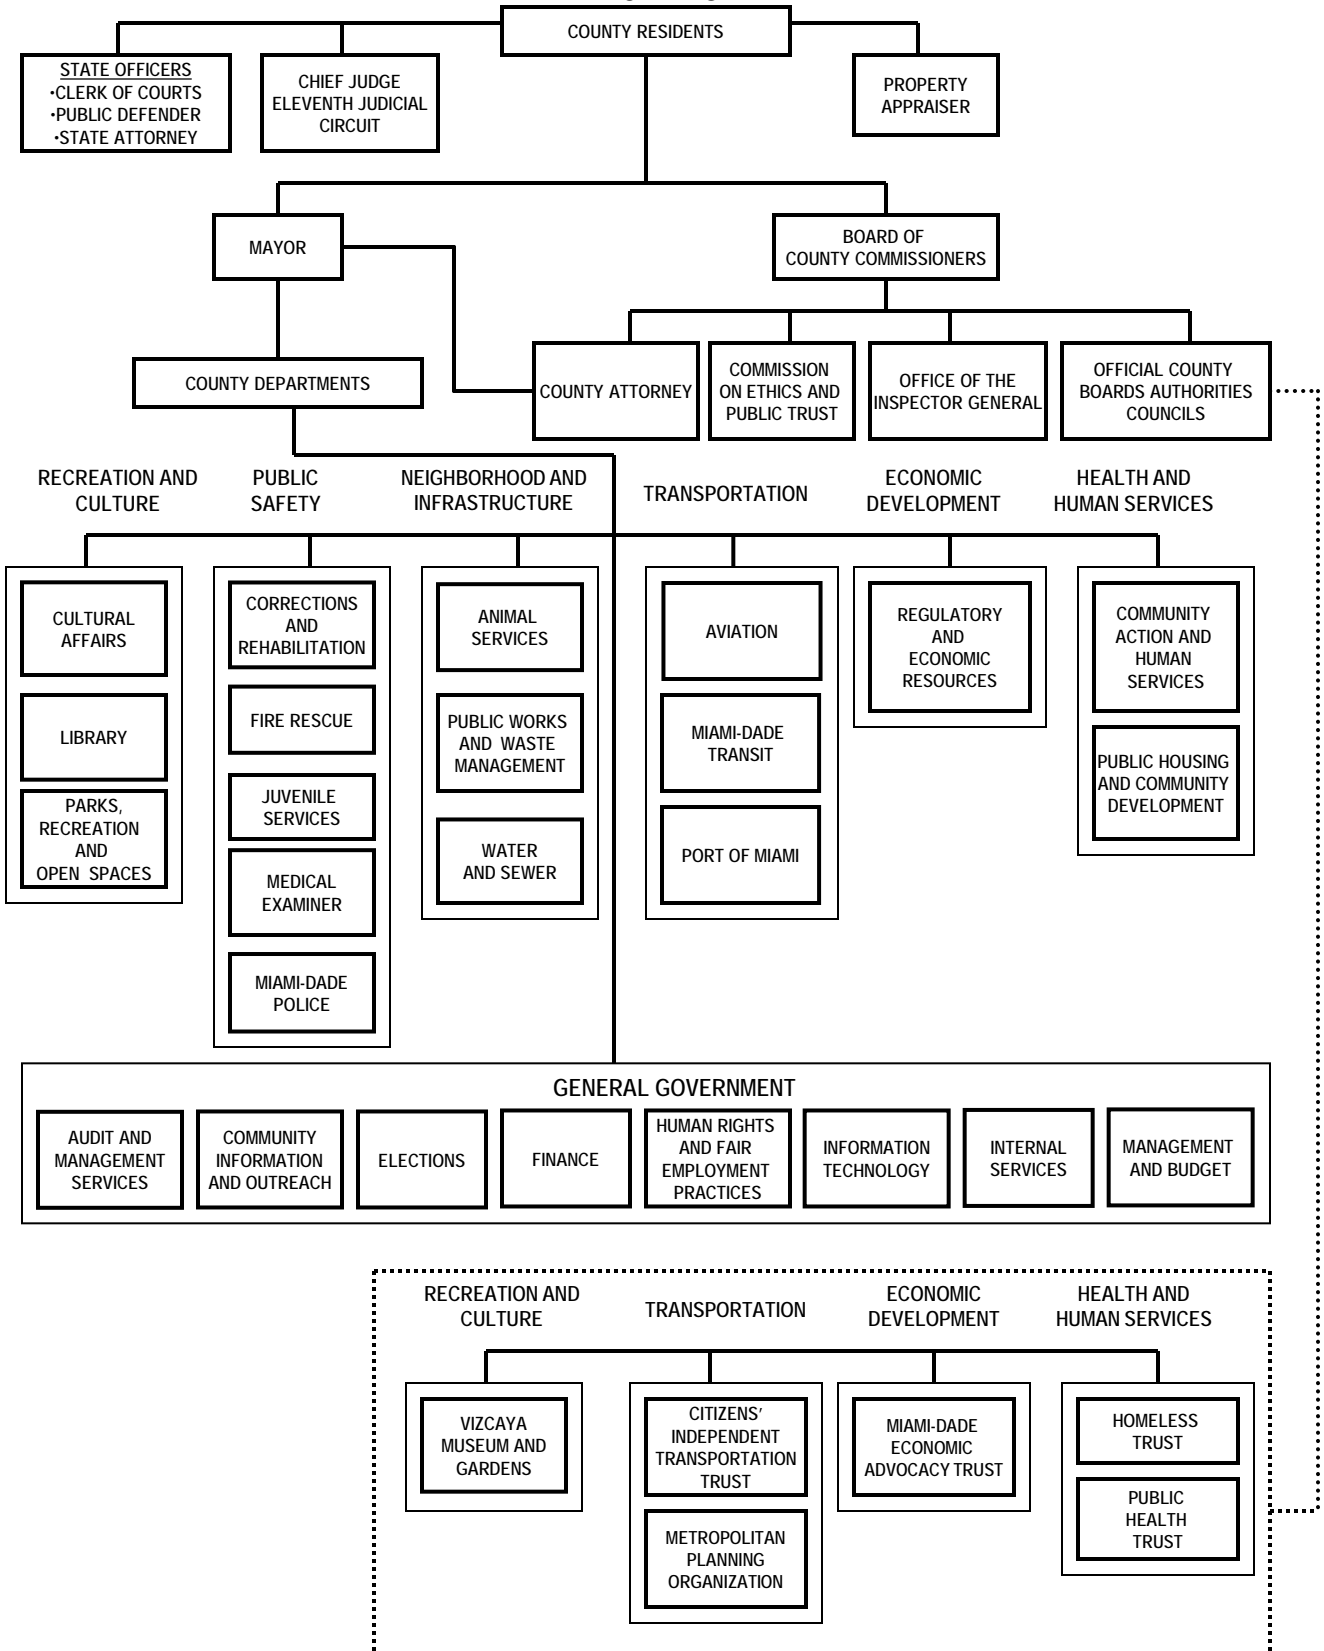 COUNTY RESIDENTS
STATE OFFICERS
•CLERK OF COURTS
•PUBLIC DEFENDER
•STATE ATTORNEY
CHIEF JUDGE
ELEVENTH JUDICIAL
CIRCUIT
PROPERTY
APPRAISER
MAYOR
BOARD OF
COUNTY COMMISSIONERS
COUNTY DEPARTMENTS
COUNTY ATTORNEY
COMMISSION
ON ETHICS AND
PUBLIC TRUST
OFFICE OF THE
INSPECTOR GENERAL
OFFICIAL COUNTY
BOARDS AUTHORITIES
COUNCILS
RECREATION AND
CULTURE
PUBLIC
SAFETY
NEIGHBORHOOD AND
INFRASTRUCTURE
TRANSPORTATION
ECONOMIC
DEVELOPMENT
HEALTH AND
HUMAN SERVICES
CULTURAL
AFFAIRS
LIBRARY
PARKS,
RECREATION
AND
OPEN SPACES
CORRECTIONS
AND
REHABILITATION
FIRE RESCUE
JUVENILE
SERVICES
MEDICAL
EXAMINER
MIAMI-DADE
POLICE
ANIMAL
SERVICES
PUBLIC WORKS
AND WASTE
MANAGEMENT
WATER
AND SEWER
AVIATION
MIAMI-DADE
TRANSIT
PORT OF MIAMI
REGULATORY
AND
ECONOMIC
RESOURCES
COMMUNITY
ACTION AND
HUMAN
SERVICES
PUBLIC HOUSING
AND COMMUNITY
DEVELOPMENT
GENERAL GOVERNMENT
AUDIT AND
MANAGEMENT
SERVICES
COMMUNITY
INFORMATION
AND OUTREACH
ELECTIONS
FINANCE
HUMAN RIGHTS
AND FAIR
EMPLOYMENT
PRACTICES
INFORMATION
TECHNOLOGY
INTERNAL
SERVICES
MANAGEMENT
AND BUDGET
RECREATION AND
CULTURE
TRANSPORTATION
ECONOMIC
DEVELOPMENT
HEALTH AND
HUMAN SERVICES
VIZCAYA
MUSEUM AND
GARDENS
CITIZENS'
INDEPENDENT
TRANSPORTATION
TRUST
METROPOLITAN
PLANNING
ORGANIZATION
MIAMI-DADE
ECONOMIC
ADVOCACY TRUST
HOMELESS
TRUST
PUBLIC
HEALTH
TRUST